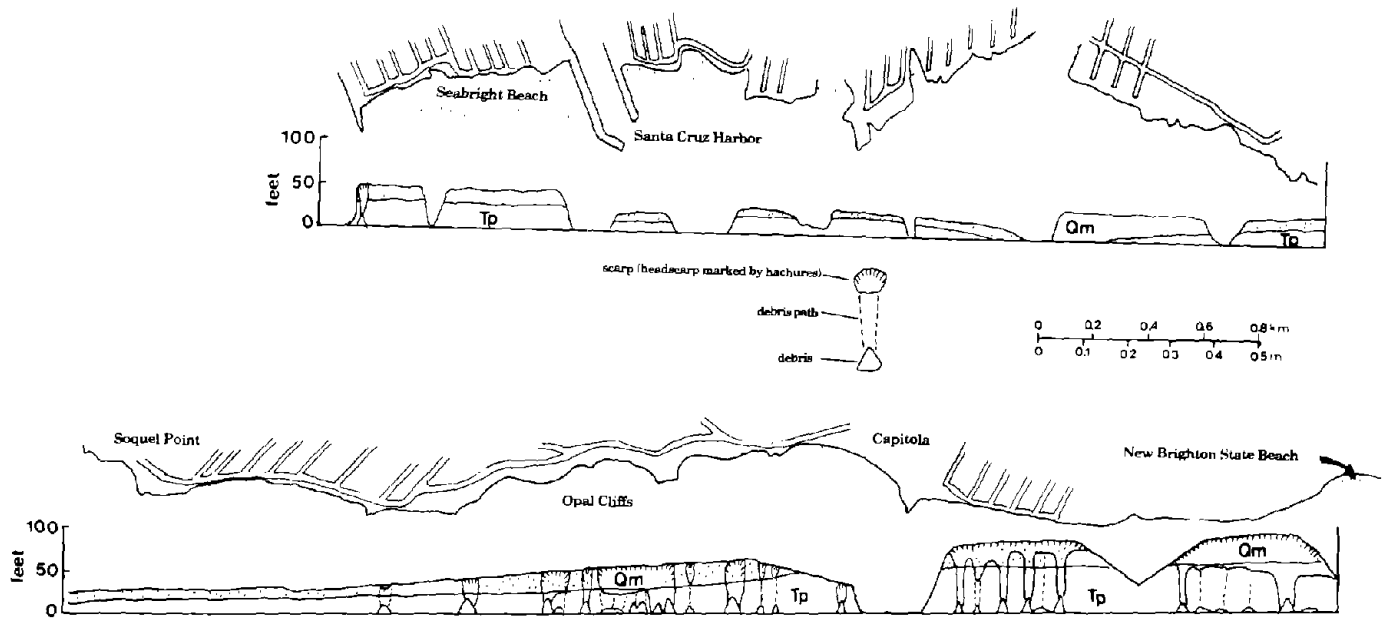 Seabright Beach
Santa Cruz Harbor
100
feet
50
0
Tp
Qm
Tp
scarp (headscarp marked by hachures)
debris path
debris
0 0.2 0.4 0.6 0.8 km
0 0.1 0.2 0.3 0.4 0.5 m
Soquel Point
Capitola
New Brighton State Beach
Opal Cliffs
100
feet
50
0
Qm
Tp
Tp
Qm